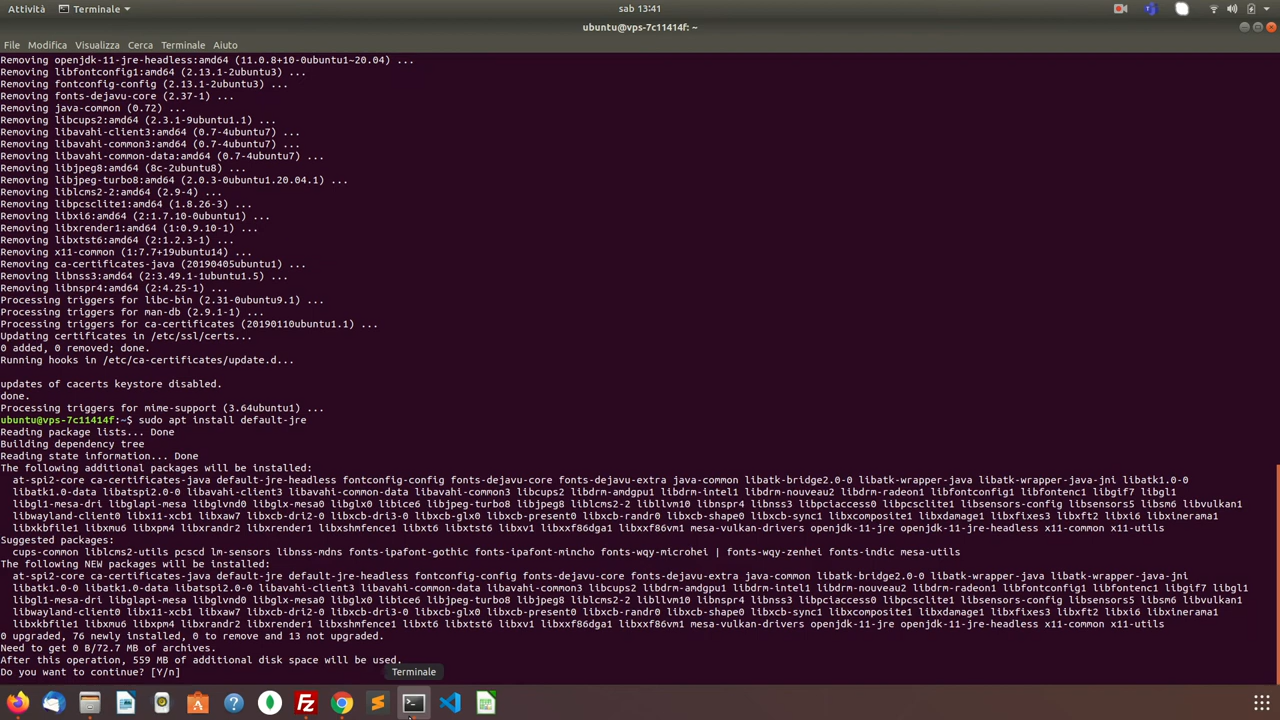 Attività Terminale sab 13:41
ubuntu@vps-7c11414f: ~
File Modifica Visualizza Cerca Terminale Aiuto
Removing openjdk-11-jre-headless:amd64 (11.0.8+10-0ubuntu1~20.04) ...
Removing libfontconfig1:amd64 (2.13.1-2ubuntu3) ...
Removing fontconfig-config (2.13.1-2ubuntu3) ...
Removing fonts-dejavu-core (2.37-1) ...
Removing java-common (0.72) ...
Removing libcups2:amd64 (2.3.1-9ubuntu1.1) ...
Removing libavahi-client3:amd64 (0.7-4ubuntu7) ...
Removing libavahi-common3:amd64 (0.7-4ubuntu7) ...
Removing libavahi-common-data:amd64 (0.7-4ubuntu7) ...
Removing libjpeg8:amd64 (8c-2ubuntu8) ...
Removing libjpeg-turbo8:amd64 (2.0.3-0ubuntu1.20.04.1) ...
Removing liblcms2-2:amd64 (2.9-4) ...
Removing libpcsclite1:amd64 (1.8.26-3) ...
Removing libxi6:amd64 (2:1.7.10-0ubuntu1) ...
Removing libxrender1:amd64 (1:0.9.10-1) ...
Removing libxtst6:amd64 (2:1.2.3-1) ...
Removing x11-common (1:7.7+19ubuntu14) ...
Removing ca-certificates-java (20190405ubuntu1) ...
Removing libnss3:amd64 (2:3.49.1-1ubuntu1.5) ...
Removing libnspr4:amd64 (2:4.25-1) ...
Processing triggers for libc-bin (2.31-0ubuntu9.1) ...
Processing triggers for man-db (2.9.1-1) ...
Processing triggers for ca-certificates (20190110ubuntu1.1) ...
Updating certificates in /etc/ssl/certs...
0 added, 0 removed; done.
Running hooks in /etc/ca-certificates/update.d...
updates of cacerts keystore disabled.
done.
Processing triggers for mime-support (3.64ubuntu1) ...
ubuntu@vps-7c11414f:~$ sudo apt install default-jre
Reading package lists... Done
Building dependency tree
Reading state information... Done
The following additional packages will be installed:
at-spi2-core ca-certificates-java default-jre-headless fontconfig-config fonts-dejavu-core fonts-dejavu-extra java-common libatk-bridge2.0-0 libatk-wrapper-java libatk-wrapper-java-jni libatk1.0-0
libatk1.0-data libatspi2.0-0 libavahi-client3 libavahi-common-data libavahi-common3 libcups2 libdrm-amdgpu1 libdrm-intel1 libdrm-nouveau2 libdrm-radeon1 libfontconfig1 libfontenc1 libgif7 libgl1
libgl1-mesa-dri libglapi-mesa libglvnd0 libglx-mesa0 libglx0 libice6 libjpeg-turbo8 libjpeg8 liblcms2-2 libllvm10 libnspr4 libnss3 libpciaccess0 libpcsclite1 libsensors-config libsensors5 libsm6 libvulkan1
libwayland-client0 libx11-xcb1 libxaw7 libxcb-dri2-0 libxcb-dri3-0 libxcb-glx0 libxcb-present0 libxcb-randr0 libxcb-shape0 libxcb-sync1 libxcomposite1 libxdamage1 libxfixes3 libxft2 libxi6 libxinerama1
libxkbfile1 libxmu6 libxpm4 libxrandr2 libxrender1 libxshmfence1 libxt6 libxtst6 libxv1 libxxf86dga1 libxxf86vm1 mesa-vulkan-drivers openjdk-11-jre openjdk-11-jre-headless x11-common x11-utils
Suggested packages:
cups-common liblcms2-utils pcscd lm-sensors libnss-mdns fonts-ipafont-gothic fonts-ipafont-mincho fonts-wqy-microhei | fonts-wqy-zenhei fonts-indic mesa-utils
The following NEW packages will be installed:
at-spi2-core ca-certificates-java default-jre default-jre-headless fontconfig-config fonts-dejavu-core fonts-dejavu-extra java-common libatk-bridge2.0-0 libatk-wrapper-java libatk-wrapper-java-jni
libatk1.0-0 libatk1.0-data libatspi2.0-0 libavahi-client3 libavahi-common-data libavahi-common3 libcups2 libdrm-amdgpu1 libdrm-intel1 libdrm-nouveau2 libdrm-radeon1 libfontconfig1 libfontenc1 libgif7 libgl1
libgl1-mesa-dri libglapi-mesa libglvnd0 libglx-mesa0 libglx0 libice6 libjpeg-turbo8 libjpeg8 liblcms2-2 libllvm10 libnspr4 libnss3 libpciaccess0 libpcsclite1 libsensors-config libsensors5 libsm6 libvulkan1
libwayland-client0 libx11-xcb1 libxaw7 libxcb-dri2-0 libxcb-dri3-0 libxcb-glx0 libxcb-present0 libxcb-randr0 libxcb-shape0 libxcb-sync1 libxcomposite1 libxdamage1 libxfixes3 libxft2 libxi6 libxinerama1
libxkbfile1 libxmu6 libxpm4 libxrandr2 libxrender1 libxshmfence1 libxt6 libxtst6 libxv1 libxxf86dga1 libxxf86vm1 mesa-vulkan-drivers openjdk-11-jre openjdk-11-jre-headless x11-common x11-utils
0 upgraded, 76 newly installed, 0 to remove and 13 not upgraded.
Need to get 0 B/72.7 MB of archives.
After this operation, 559 MB of additional disk space will be used.
Do you want to continue? [Y/n]
Terminale